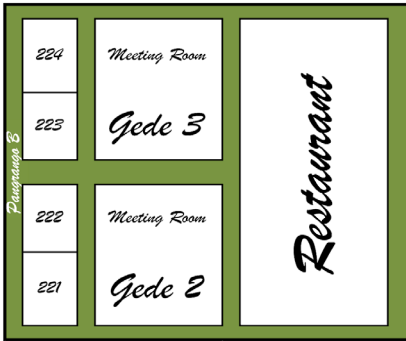 Pangrango B
224
223
222
221
Meeting Room
Gede 3
Meeting Room
Gede 2
Restaurant